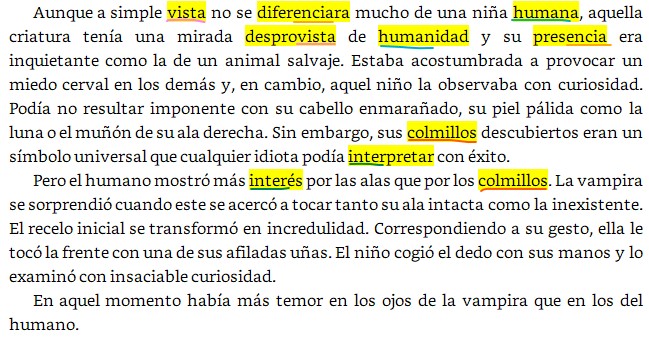 Aunque a simple vista no se diferenciara mucho de una niña humana, aquella
criatura tenía una mirada desprovista de humanidad y su presencia era
inquietante como la de un animal salvaje. Estaba acostumbrada a provocar un
miedo cerval en los demás y, en cambio, aquel niño la observaba con curiosidad.
Podía no resultar imponente con su cabello enmarañado, su piel pálida como la
luna o el muñón de su ala derecha. Sin embargo, sus colmillos descubiertos eran un
símbolo universal que cualquier idiota podía interpretar con éxito.
Pero el humano mostró más interés por las alas que por los colmillos. La vampira
se sorprendió cuando este se acercó a tocar tanto su ala intacta como la inexistente.
El recelo inicial se transformó en incredulidad. Correspondiendo a su gesto, ella le
tocó la frente con una de sus afiladas uñas. El niño cogió el dedo con sus manos y lo
examinó con insaciable curiosidad.
En aquel momento había más temor en los ojos de la vampira que en los del
humano.